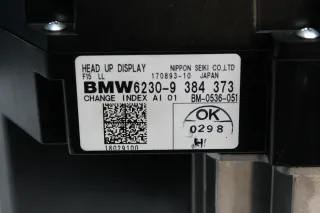 HEAD UP DISPLAY NIPPON SEIKI CO.,LTD
F15 LL 170893-10 JAPAN
BMW 6230-9 384 373
CHANGE INDEX AI 01 BM-0536-051
OK
0298
18029100